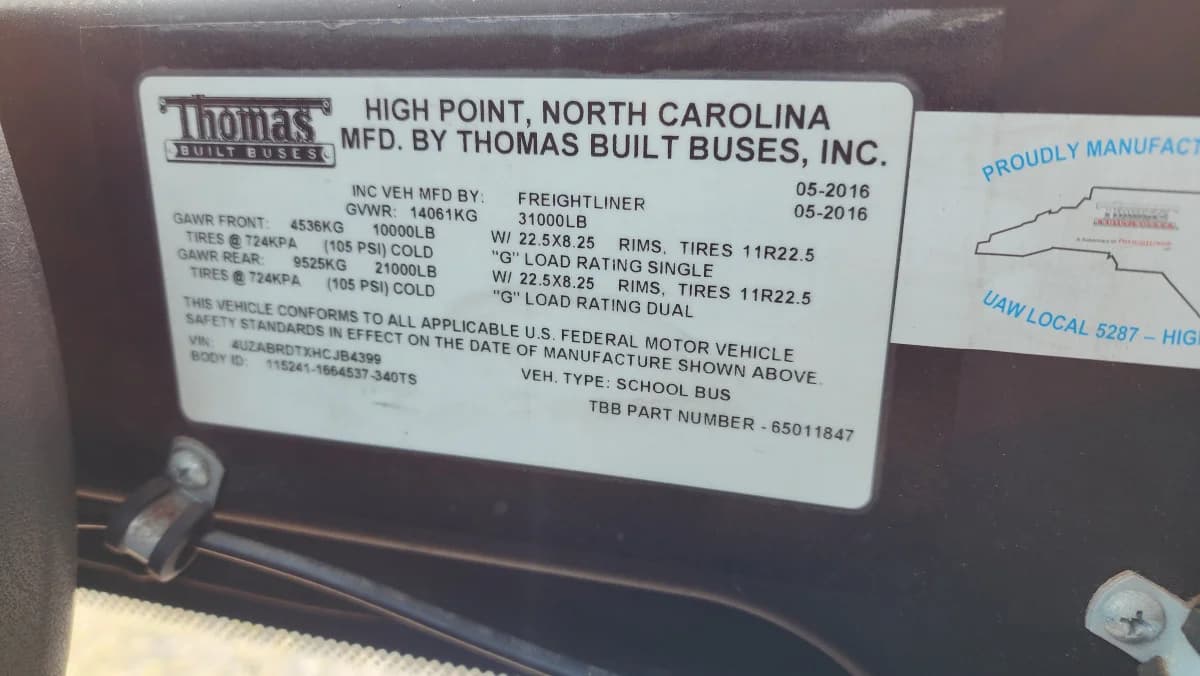 Thomas
BUILT BUSES
HIGH POINT, NORTH CAROLINA
MFD. BY THOMAS BUILT BUSES, INC.
05-2016
INC VEH MFD BY: FREIGHTLINER 05-2016
GVWR: 14061KG 31000LB
GAWR FRONT: 4536KG 10000LB W/ 22.5X8.25 RIMS, TIRES 11R22.5
TIRES @ 724KPA (105 PSI) COLD "G" LOAD RATING SINGLE
GAWR REAR: 9525KG 21000LB W/ 22.5X8.25 RIMS, TIRES 11R22.5
TIRES @ 724KPA (105 PSI) COLD "G" LOAD RATING DUAL
THIS VEHICLE CONFORMS TO ALL APPLICABLE U.S. FEDERAL MOTOR VEHICLE
SAFETY STANDARDS IN EFFECT ON THE DATE OF MANUFACTURE SHOWN ABOVE.
VIN: 4UZABRDTXHCJB4399
BODY ID: 115241-1664537-340TS VEH. TYPE: SCHOOL BUS
TBB PART NUMBER - 65011847
PROUDLY MANUFACT
UAW LOCAL 5287 – HIG